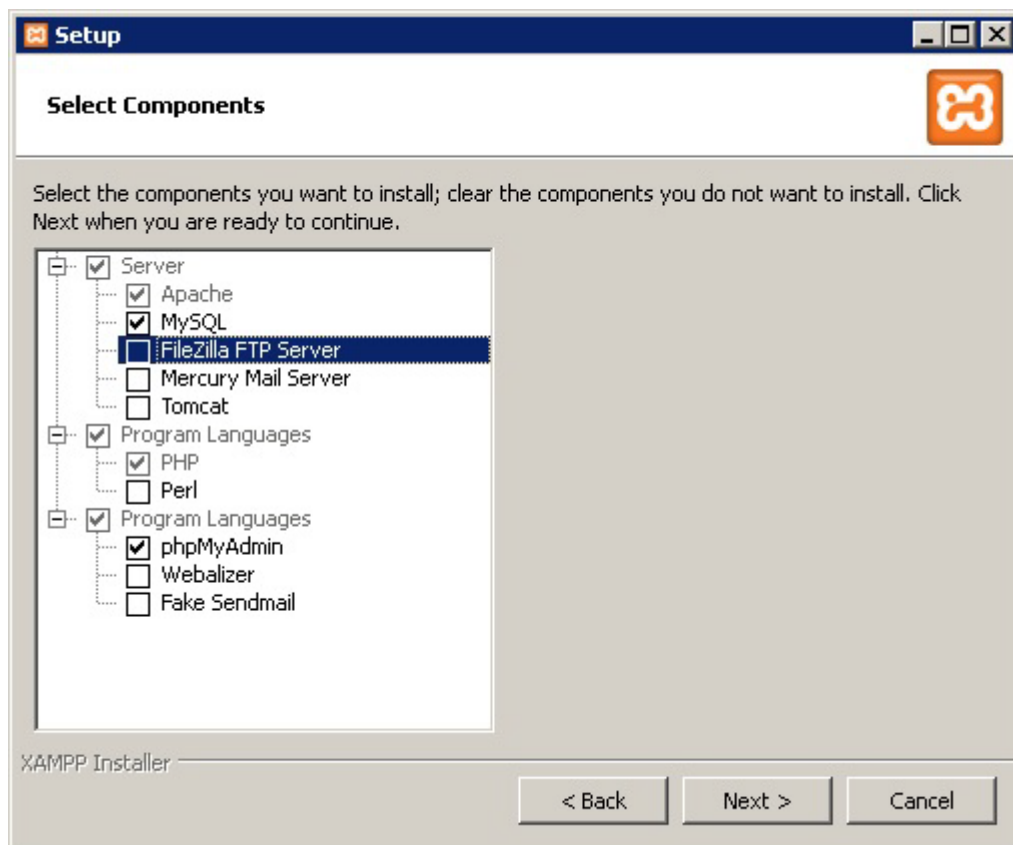 Setup
Select Components
Select the components you want to install; clear the components you do not want to install. Click
Next when you are ready to continue.
Server
Apache
MySQL
FileZilla FTP Server
Mercury Mail Server
Tomcat
Program Languages
PHP
Perl
Program Languages
phpMyAdmin
Webalizer
Fake Sendmail
XAMPP Installer
< Back
Next >
Cancel